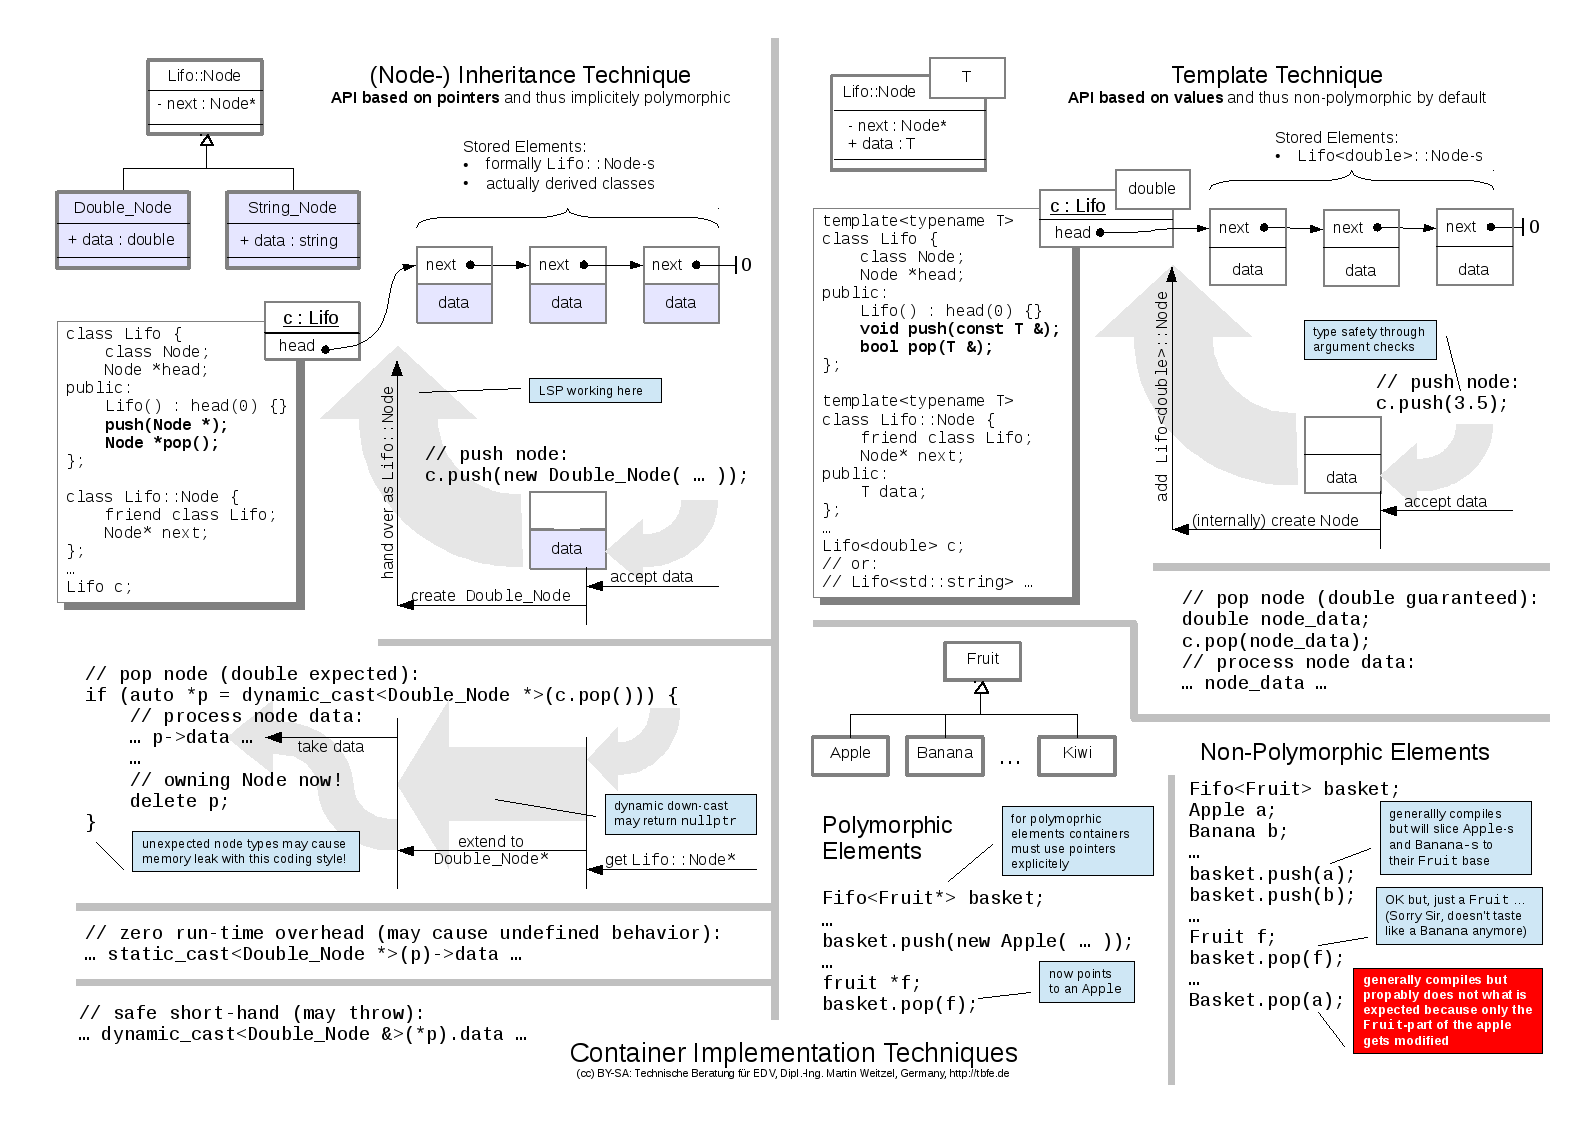 (Node-) Inheritance Technique
API based on pointers and thus implicitely polymorphic
Lifo::Node
- next : Node*
Double_Node
+ data : double
String_Node
+ data : string
Stored Elements:
• formally Lifo::Node-s
• actually derived classes
next
next
next
0
data
data
data
c : Lifo
head
class Lifo {
class Node;
Node *head;
public:
Lifo() : head(0) {}
push(Node *);
Node *pop();
};
class Lifo::Node {
friend class Lifo;
Node* next;
};
…
Lifo c;
hand over as Lifo::Node
LSP working here
// push node:
c.push(new Double_Node( … ));
data
accept data
create Double_Node
// pop node (double expected):
if (auto *p = dynamic_cast<Double_Node *>(c.pop())) {
// process node data:
… p->data …
…
// owning Node now!
delete p;
}
take data
dynamic down-cast
may return nullptr
unexpected node types may cause
memory leak with this coding style!
extend to
Double_Node*
get Lifo::Node*
// zero run-time overhead (may cause undefined behavior):
… static_cast<Double_Node *>(p)->data …
// safe short-hand (may throw):
… dynamic_cast<Double_Node &>(*p).data …
Template Technique
API based on values and thus non-polymorphic by default
T
Lifo::Node
- next : Node*
+ data : T
Stored Elements:
• Lifo<double>::Node-s
double
c : Lifo
head
next
next
next
0
data
data
data
template<typename T>
class Lifo {
class Node;
Node *head;
public:
Lifo() : head(0) {}
void push(const T &);
bool pop(T &);
};
template<typename T>
class Lifo::Node {
friend class Lifo;
Node* next;
public:
T data;
};
…
Lifo<double> c;
// or:
// Lifo<std::string> …
add Lifo<double>::Node
type safety through
argument checks
// push node:
c.push(3.5);
data
accept data
(internally) create Node
// pop node (double guaranteed):
double node_data;
c.pop(node_data);
// process node data:
… node_data …
Fruit
Apple
Banana
…
Kiwi
Polymorphic
Elements
for polymoprhic
elements containers
must use pointers
explicitely
Fifo<Fruit*> basket;
…
basket.push(new Apple( … ));
…
fruit *f;
basket.pop(f);
now points
to an Apple
Non-Polymorphic Elements
Fifo<Fruit> basket;
Apple a;
Banana b;
…
basket.push(a);
basket.push(b);
…
Fruit f;
basket.pop(f);
…
Basket.pop(a);
generallly compiles
but will slice Apple-s
and Banana-s to
their Fruit base
OK but, just a Fruit …
(Sorry Sir, doesn't taste
like a Banana anymore)
generally compiles but
propably does not what is
expected because only the
Fruit-part of the apple
gets modified
Container Implementation Techniques
(cc) BY-SA: Technische Beratung für EDV, Dipl.-Ing. Martin Weitzel, Germany, http://tbfe.de